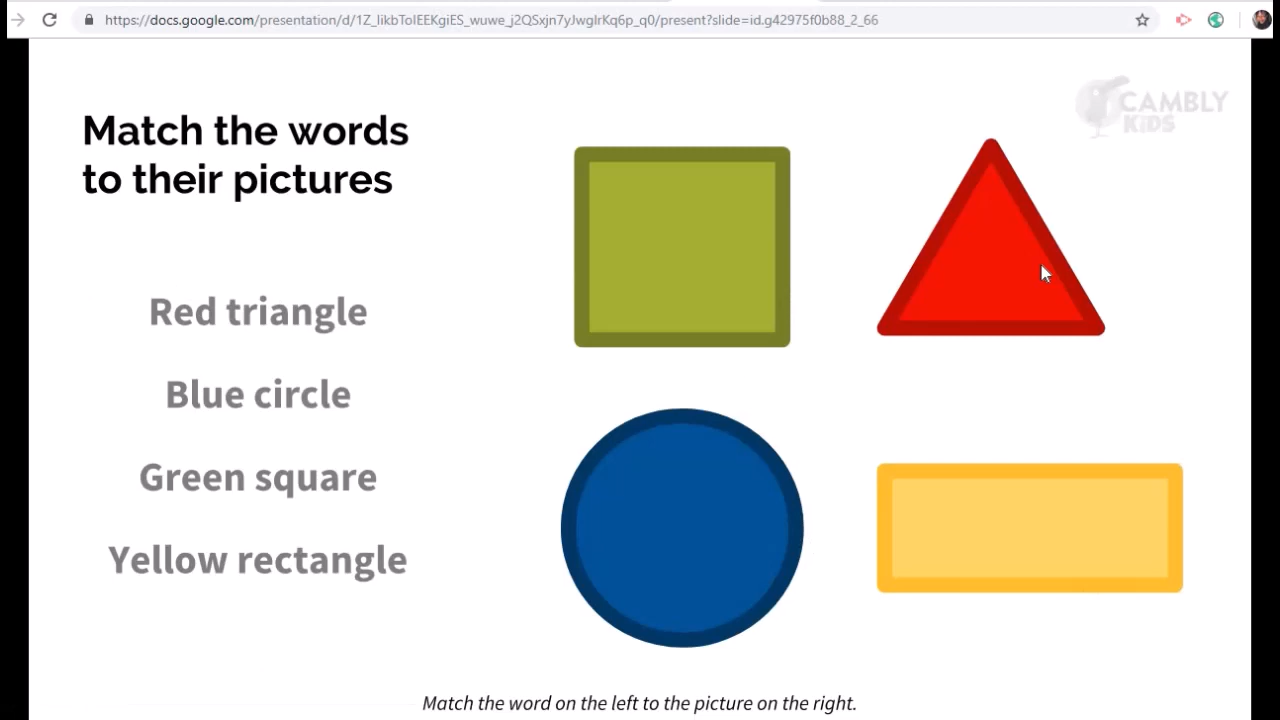 https://docs.google.com/presentation/d/1Z_IikbToIEEKgiES_wuwe_j2QSxjn7yJwgIrKq6p_q0/present?slide=id.g42975f0b88_2_66
CAMBLY
KiDS
Match the words
to their pictures
Red triangle
Blue circle
Green square
Yellow rectangle
Match the word on the left to the picture on the right.